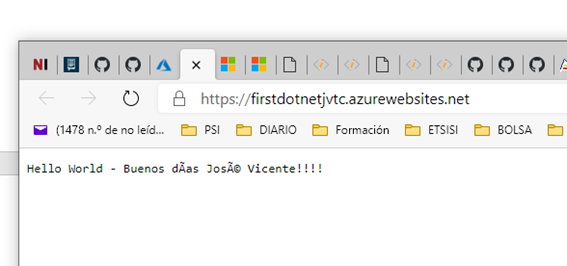 NI
https://firstdotnetjvtc.azurewebsites.net
(1478 n.º de no leíd... PSI DIARIO Formación ETSISI BOLSA
Hello World - Buenos dÃas JosÃ© Vicente!!!!